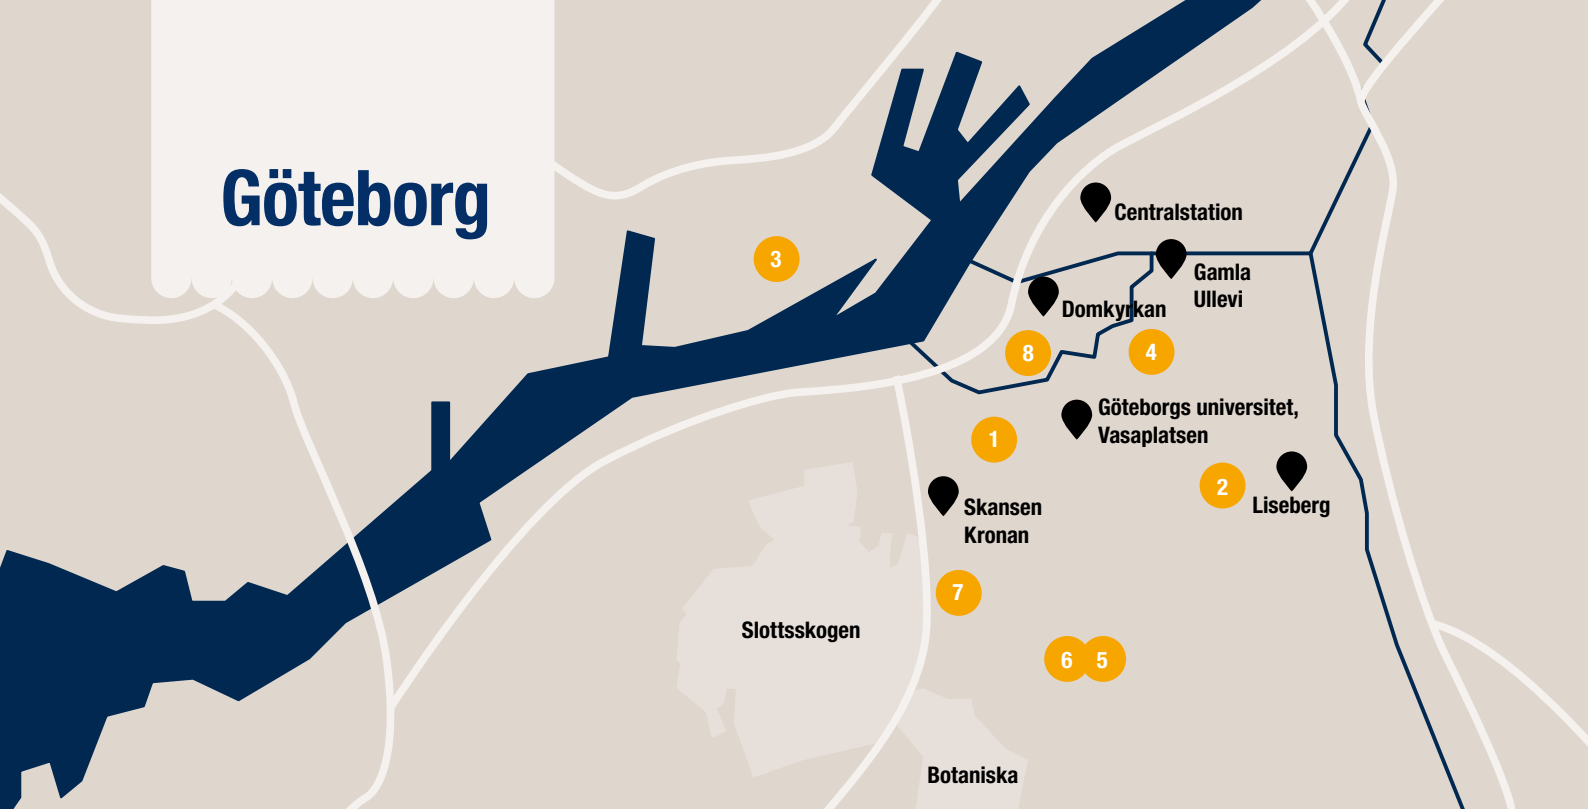 Göteborg
Centralstation
3
Gamla
Ullevi
Domkyrkan
8
4
Göteborgs universitet,
Vasaplatsen
1
2
Liseberg
Skansen
Kronan
7
Slottsskogen
6
5
Botaniska